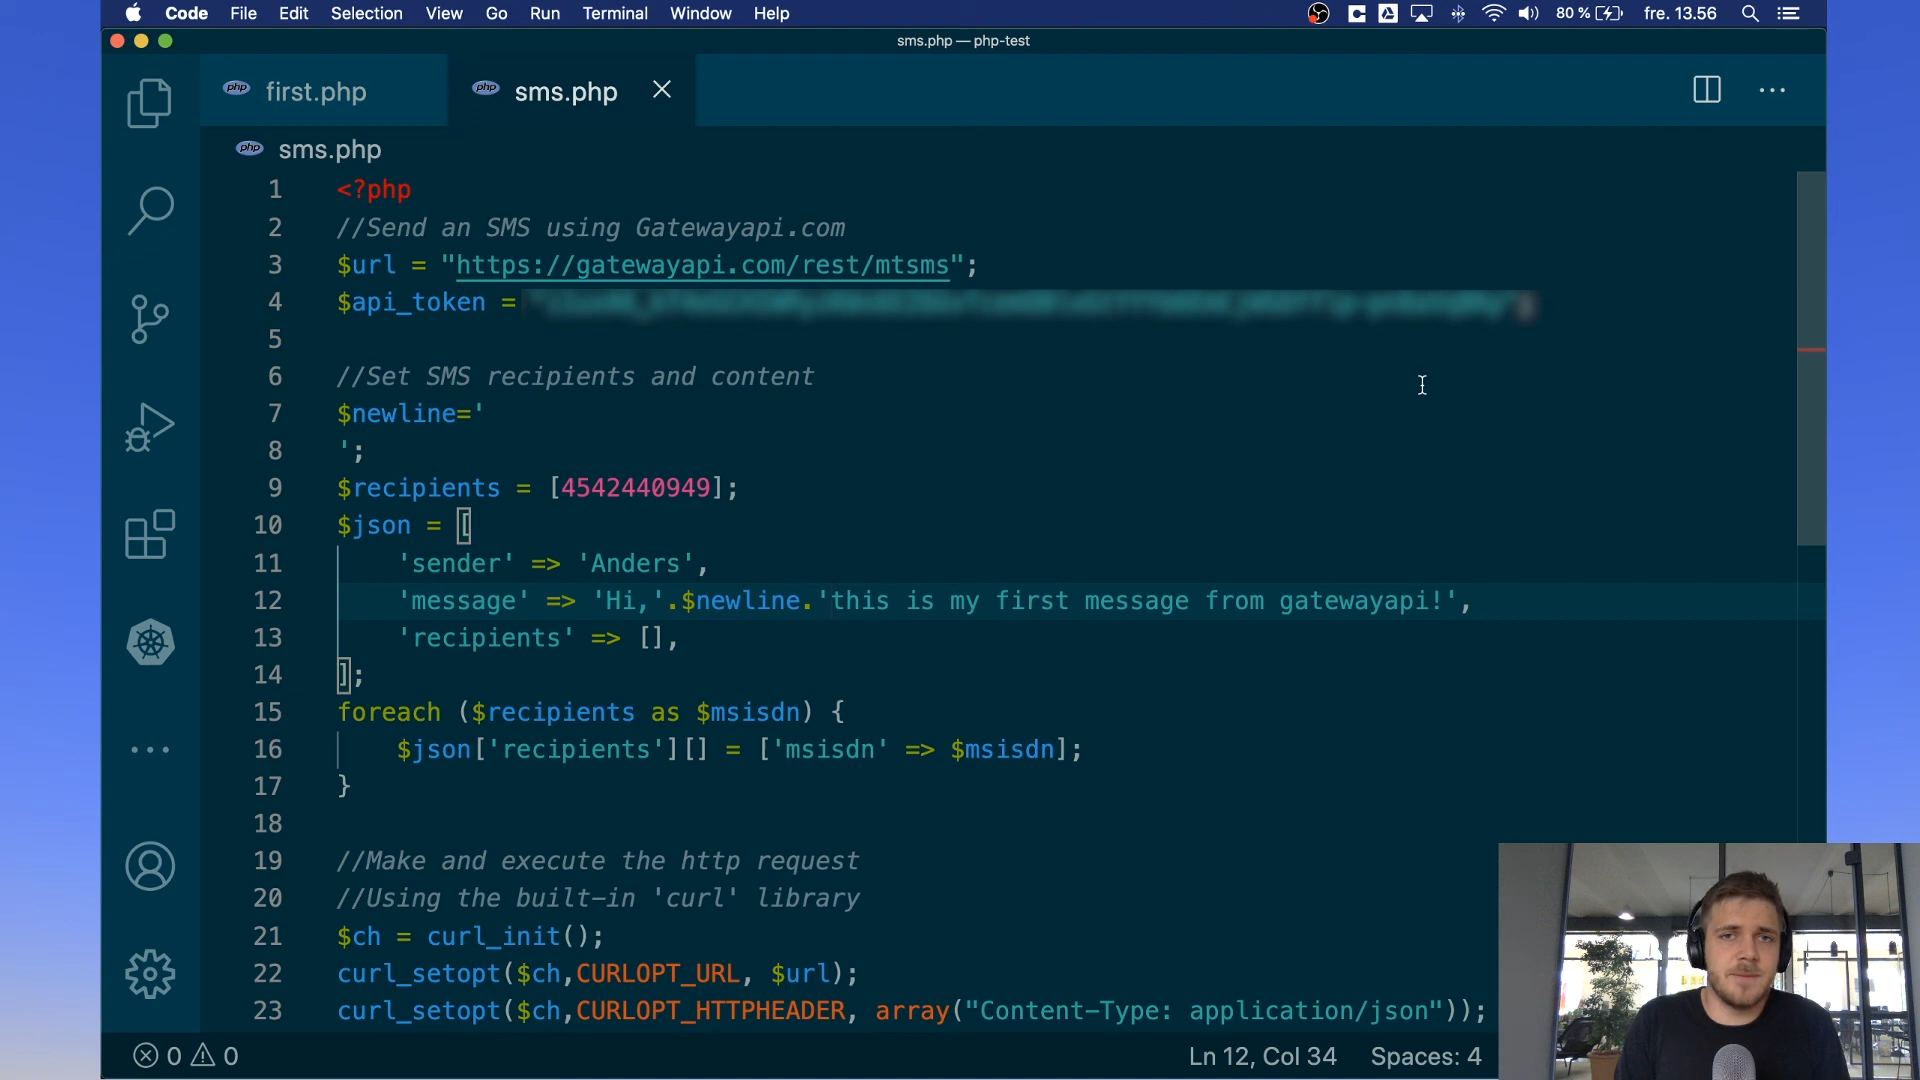 Code File Edit Selection View Go Run Terminal Window Help 80 % fre. 13.56
sms.php — php-test
php first.php php sms.php
php sms.php
1 <?php
2 //Send an SMS using Gatewayapi.com
3 $url = "https://gatewayapi.com/rest/mtsms";
4 $api_token =
5
6 //Set SMS recipients and content
7 $newline='
8 ';
9 $recipients = [4542440949];
10 $json = [
11 'sender' => 'Anders',
12 'message' => 'Hi,'.$newline.'this is my first message from gatewayapi!',
13 'recipients' => [],
14 ];
15 foreach ($recipients as $msisdn) {
16 $json['recipients'][] = ['msisdn' => $msisdn];
17 }
18
19 //Make and execute the http request
20 //Using the built-in 'curl' library
21 $ch = curl_init();
22 curl_setopt($ch,CURLOPT_URL, $url);
23 curl_setopt($ch,CURLOPT_HTTPHEADER, array("Content-Type: application/json"));
0 0 Ln 12, Col 34 Spaces: 4